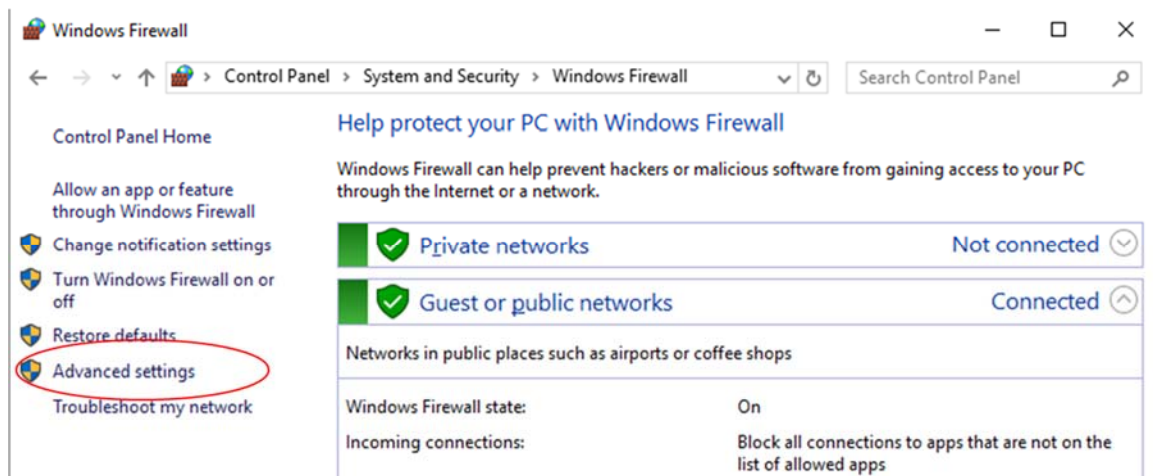 Windows Firewall
Control Panel > System and Security > Windows Firewall
Search Control Panel
Control Panel Home
Allow an app or feature
through Windows Firewall
Change notification settings
Turn Windows Firewall on or
off
Restore defaults
Advanced settings
Troubleshoot my network
Help protect your PC with Windows Firewall
Windows Firewall can help prevent hackers or malicious software from gaining access to your PC
through the Internet or a network.
Private networks Not connected
Guest or public networks Connected
Networks in public places such as airports or coffee shops
Windows Firewall state: On
Incoming connections: Block all connections to apps that are not on the
list of allowed apps